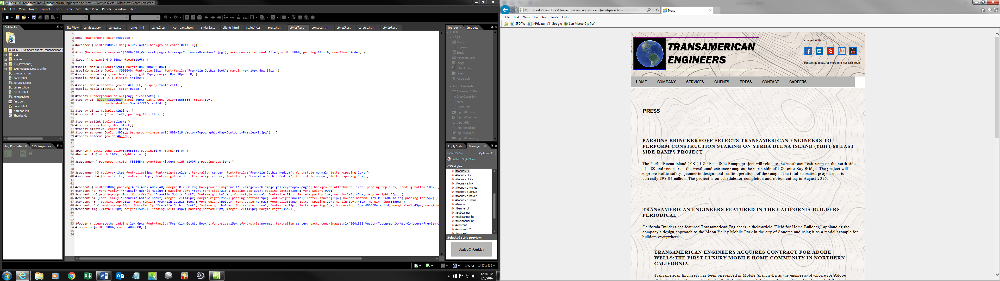 \\FRONTDESK\SharedDocs\Transamerican Engineers site (new)\CSS\styles7.css - Microsoft Expression Web 4
File Edit View Insert Format Tools Table Site Data View Panels Window Help
Folder List
\\FRONTDESK\SharedDocs\Transamerican E
CSS
images
JS (JavaScript)
TAE Website Docs & Links
company.html
press.html
services.aspx
careers.html
clients.html
contact.html
first.dwt
home.html
Notepad.lnk
Thumbs.db
Tag Properties CSS Properties
Site View services.aspx styles.css home.html styles2.css company.html styles3.css clients.html styles4.css press.html styles7.css contact.html styles5.css careers.html styles6.css
1
2 body {background-color:#eeeeee;}
3
4 #wrapper { width:900px; margin:0px auto; background-color:#ffffff;}
5
6 #top {background-image:url('800x518_Vector-Topographic-Map-Contours-Preview-1.jpg');background-attachment:fixed; width:100%; padding:20px 0; overflow:hidden; }
7
8 #logo { margin:0 0 0 10px; float:left; }
9
10 #social-media {float:right; margin:0px 10px 0 0px; }
11 #social-media p {color: #000000; font-size:11px; font-family:"Franklin Gothic Book"; margin:4px 10px 4px 39px; }
12 #social-media img { width:25px; height:25px; margin:0px 10px 0 0; }
13 #social-media ul li { display:inline;}
14
15 #social-media a:hover {color:#FFFFFF; display:table-cell; }
16 #social-media a:active {color:black;  }
17
18 #topnav { background-color:gray; clear:both; }
19 #topnav ul {width:860.4px; margin:0px; background-color:#B6B6B4; float:left;
20 border-bottom:3px #fffffc solid; }
21
22 #topnav ul li {display:inline; }
23 #topnav ul li a {float:left; padding:10px 20px; }
24
25 #topnav a:link {color:black; }
26 #topnav a:visited {color:black;}
27 #topnav a:active {color:black;}
28 #topnav a:hover {color:#black;background-image:url('800x518_Vector-Topographic-Map-Contours-Preview-1.jpg') ; }
29 #topnav a:focus {color:#black;}
30
31
32
33 #banner { background-color:#B6B6B4; padding:0 0; margin:0 0; }
34 #banner ul { width:100%; height:auto; }
35
36 #subbanner { background-color:#B6B6B4; overflow:hidden; width:100% ; padding-top:3px; }
37
38
39 #subbanner h3 {color:white; font-size:18px; font-weight:bolder; text-align:center; font-family:"Franklin Gothic Medium"; font-style:normal; letter-spacing:1px; }
40 #subbanner h4 {color:white; font-size:18px; font-weight:bolder; text-align:center; font-family:"Franklin Gothic Medium"; font-style:normal; letter-spacing:1px; }
41
42
43 #content { width:100%; padding:40px 40px 40px 40; margin:0 20 0 20; background-image:url('../images/web image gallery/topo2.png'); background-attachment:fixed; padding-top:15px; padding-bottom:10px; }
44 #content h2 {font-family:"Franklin Gothic Medium"; padding-left:45px; font-size:21px; padding-top:60px; padding-bottom:30px; font-weight:900; }
45 #content p { padding-top:40px; font-family:"Franklin Gothic Book"; font-weight:bolder; font-style:normal; font-size:19px; letter-spacing:1px; margin-left:45px; margin-right:35px; }
46 #content h4 {font-family:"Franklin Gothic book"; margin-left:45px; margin-right:25px; padding-bottom:39px; font-weight:normal; letter-spacing:1px; border-bottom: 1px #B6B6B4 solid; padding-top:5px; }
47 #content h5 { padding-top:20px; font-family:"Franklin Gothic Book"; font-weight:bolder; font-style:normal; font-size:19px; letter-spacing:1px; margin-left:45px; margin-right:35px; }
48 #content h6 { padding-top:40px; font-family:"Franklin Gothic Book"; font-weight:bolder; font-style:normal; font-size:19px; letter-spacing:1px; border-top: 1px #B6B6B4 solid; margin-left:45px; margin-r
49 #content img {width:150px; height:150px;  padding-left:349px; padding-bottom:40px; margin-left:45px; margin-right:35px; }
50
51
52
53 #footer { clear:both; padding:2px 0px; font-family:"Franklin Gothic Book"; font-size:15px ;font-style:normal; text-align:center; background-image:url('800x518_Vector-Topographic-Map-Contours-Preview-1
54 #footer p {width:100%; color:#000000; }
55
56
Toolbox Snippets
HTML
Tags
<div>
<span>
Break
Horizontal Line
Image
Inline Frame
Layer
Paragraph
Form Controls
Advanced Button
Drop-Down Box
Form
Group Box
Input (Button)
Input (Checkbox)
Input (File)
Input (Hidden)
Input (Image)
Input (Password)
Apply Styles Manage...
New Style... Options
Attach Style Sheet...
CSS styles:
#topnav ul
#topnav ul li
#topnav ul li a
#topnav a:link
#topnav a:visited
#topnav a:active
#topnav a:hover
#topnav a:focus
#banner
#banner ul
#subbanner
#subbanner h3
#subbanner h4
#content
#content h2
#content p
Selected style preview:
AaBbYyGgLlJj
CSS 2.1 1437 x 415
12:34 PM
2/3/2016
\\frontdesk\SharedDocs\Transamerican Engineers site (new)\press.html
Press
File Edit View Favorites Tools Help
SFDPW InPrivate Google San Mateo Cty PW
TRANSAMERICAN
ENGINEERS
Connect With Us
You
Tube
contact us today for more info 415 553 4092
HOME COMPANY SERVICES CLIENTS PRESS CONTACT CAREERS
PRESS
PARSONS BRINCKERHOFF SELECTS TRANSAMERICAN ENGINEERS TO
PERFORM CONSTRUCTION STAKING ON YERBA BUENA ISLAND (YBI) I-80 EAST-
SIDE RAMPS PROJECT
The Yerba Buena Island (YBI) I-80 East-Side Ramps project will relocate the westbound exit ramp on the north side
of I-80 and reconstruct the westbound entrance ramp on the north side of I-80 onto Bay Bridge. The project will
improve traffic safety, geometric design, and traffic operations of the ramps. The total estimated project cost is
currently $98.04 million. The project is on schedule for completion and ribbon cutting in August 2016.
TRANSAMERICAN ENGINEERS FEATURED IN THE CALIFORNIA BUILDERS
PERIODICAL
California Builders has featured Transamerican Engineers in their article "Field for Home Builders," applauding the
company's design approach to the Moon Valley Mobile Park in the city of Sonoma and using it as a model example for
builders everywhere.
TRANSAMERICAN ENGINEERS ACQUIRES CONTRACT FOR ADOBE
WELLS:THE FIRST LUXURY MOBILE HOME COMMUNITY IN NORTHERN
CALIFORNIA.
Transamerican Engineers has been referenced in Mobile Shangri-La as the engineers-of-choice for Adobe